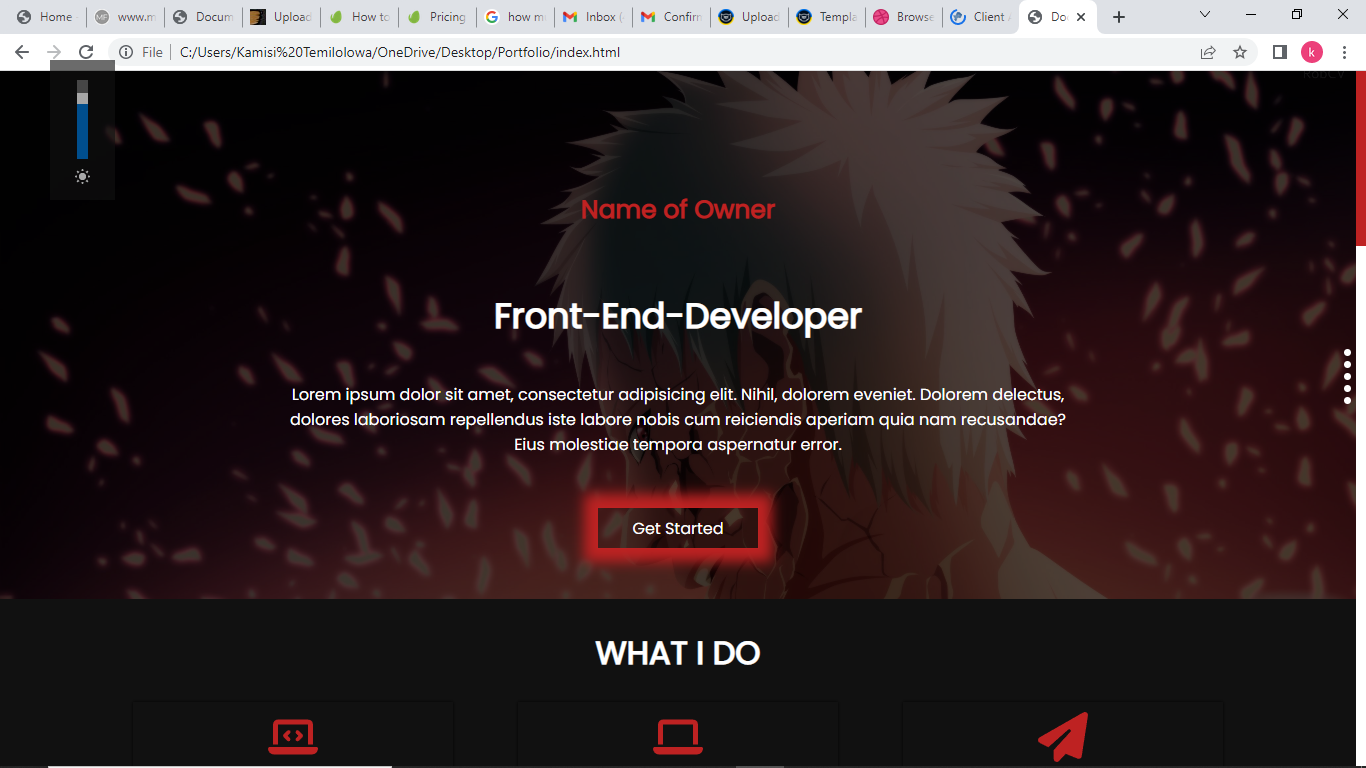 Home
www.m
Docum
Upload
How to
Pricing
how m
Inbox (
Confirm
Upload
Templa
Browse
Client
Do
File
C:/Users/Kamisi%20Temilolowa/OneDrive/Desktop/Portfolio/index.html
k
Name of Owner
Front-End-Developer
Lorem ipsum dolor sit amet, consectetur adipisicing elit. Nihil, dolorem eveniet. Dolorem delectus,
dolores laboriosam repellendus iste labore nobis cum reiciendis aperiam quia nam recusandae?
Eius molestiae tempora aspernatur error.
Get Started
WHAT I DO